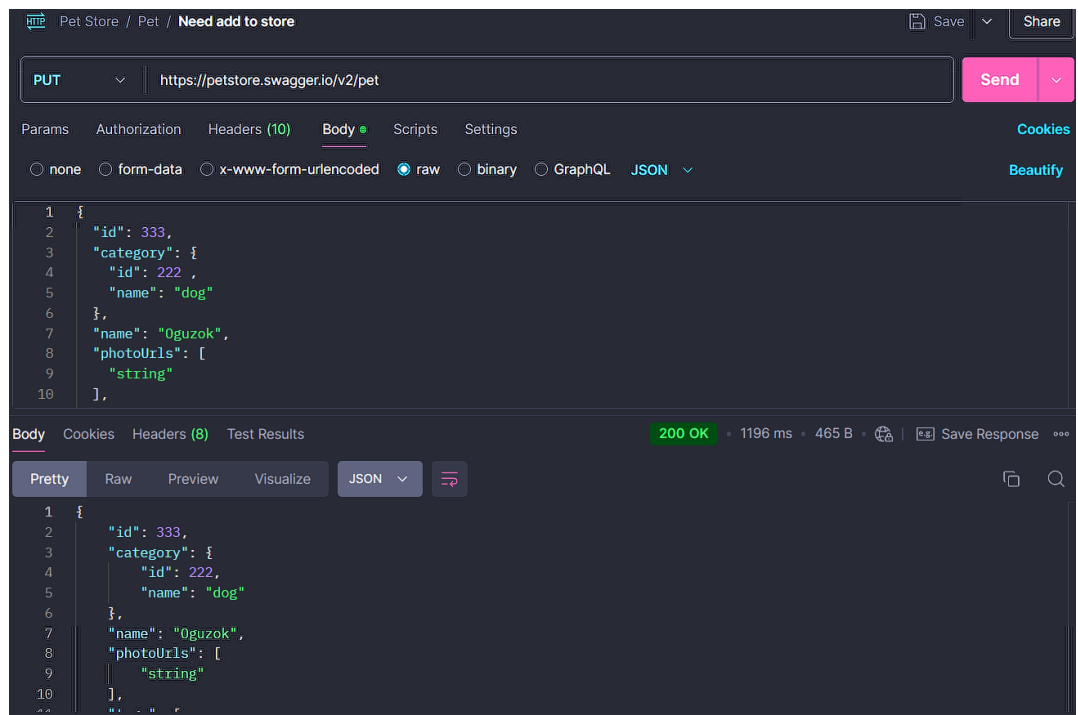 HTTP Pet Store / Pet / Need add to store Save Share
PUT https://petstore.swagger.io/v2/pet Send
Params Authorization Headers (10) Body Scripts Settings Cookies
none form-data x-www-form-urlencoded raw binary GraphQL JSON Beautify
1 {
2 "id": 333,
3 "category": {
4 "id": 222 ,
5 "name": "dog"
6 },
7 "name": "Oguzok",
8 "photoUrls": [
9 "string"
10 ],
Body Cookies Headers (8) Test Results 200 OK • 1196 ms • 465 B • e.g. Save Response
Pretty Raw Preview Visualize JSON
1 {
2 "id": 333,
3 "category": {
4 "id": 222,
5 "name": "dog"
6 },
7 "name": "Oguzok",
8 "photoUrls": [
9 "string"
10 ],